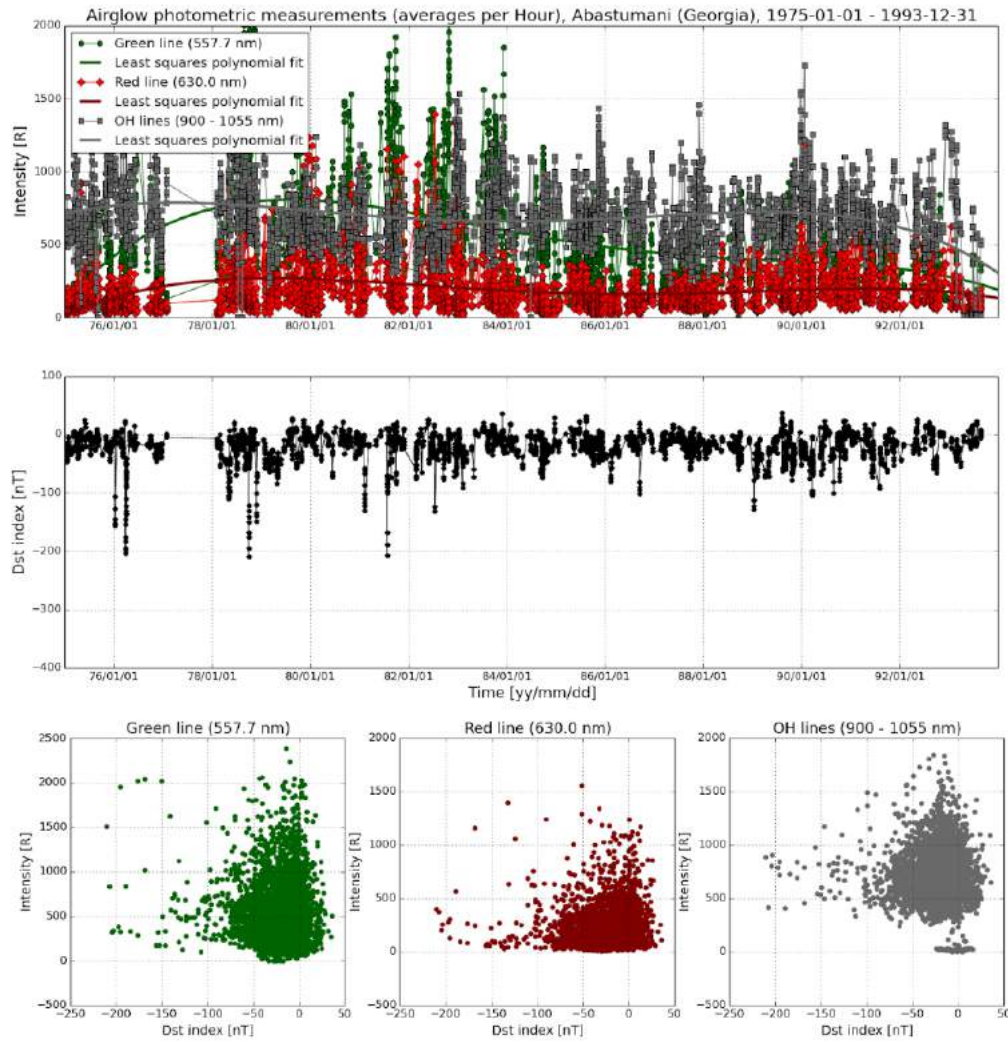 Airglow photometric measurements (averages per Hour), Abastumani (Georgia), 1975-01-01 - 1993-12-31
2000
1500
1000
500
0
Intensity [R]
Green line (557.7 nm)
Least squares polynomial fit
Red line (630.0 nm)
Least squares polynomial fit
OH lines (900 - 1055 nm)
Least squares polynomial fit
76/01/01 78/01/01 80/01/01 82/01/01 84/01/01 86/01/01 88/01/01 90/01/01 92/01/01
100
0
−100
−200
−300
−400
Dst index [nT]
76/01/01 78/01/01 80/01/01 82/01/01 84/01/01 86/01/01 88/01/01 90/01/01 92/01/01
Time [yy/mm/dd]
Green line (557.7 nm)
2500
2000
1500
1000
500
0
−500
Intensity [R]
−250 −200 −150 −100 −50 0 50
Dst index [nT]
Red line (630.0 nm)
2000
1500
1000
500
0
−500
Intensity [R]
−250 −200 −150 −100 −50 0 50
Dst index [nT]
OH lines (900 - 1055 nm)
2000
1500
1000
500
0
−500
Intensity [R]
−250 −200 −150 −100 −50 0 50
Dst index [nT]